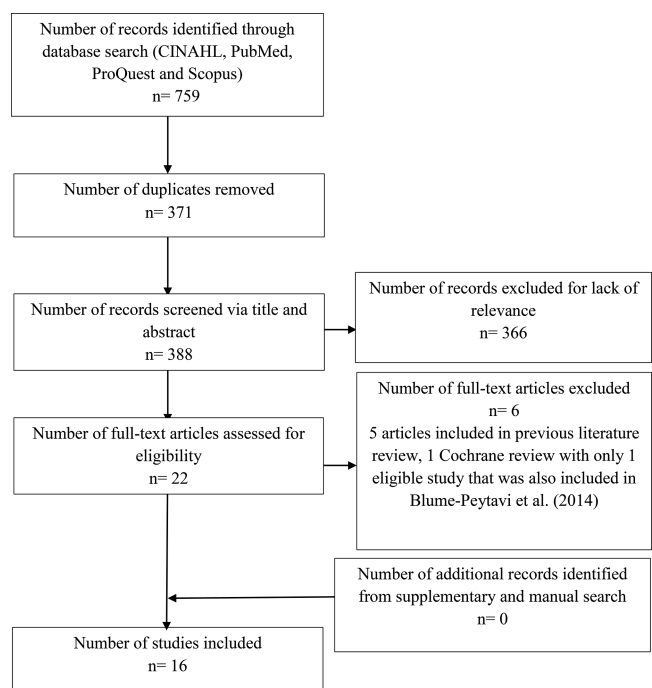 Number of records identified through
database search (CINAHL, PubMed,
ProQuest and Scopus)
n= 759
Number of duplicates removed
n= 371
Number of records screened via title and
abstract
n= 388
Number of records excluded for lack of
relevance
n= 366
Number of full-text articles assessed for
eligibility
n= 22
Number of full-text articles excluded
n= 6
5 articles included in previous literature
review, 1 Cochrane review with only 1
eligible study that was also included in
Blume-Peytavi et al. (2014)
Number of additional records identified
from supplementary and manual search
n= 0
Number of studies included
n= 16